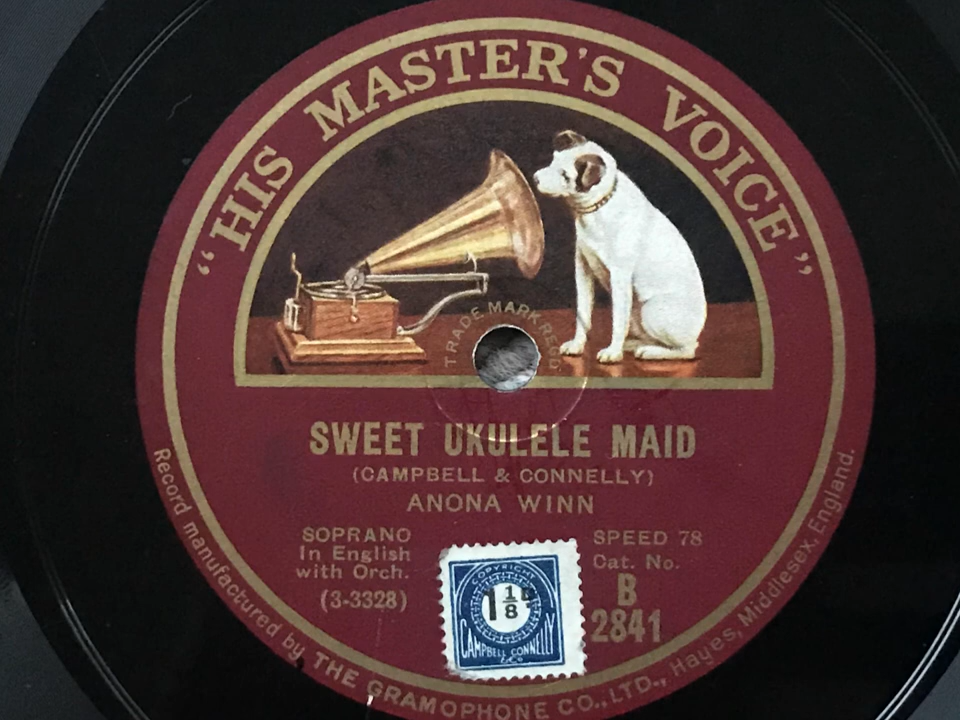 “HIS MASTER'S VOICE”
TRADE MARK REGD
SWEET UKULELE MAID
(CAMPBELL & CONNELLY)
ANONA WINN
SOPRANO
In English
with Orch.
(3-3328)
SPEED 78
Cat. No.
B
2841
COPYRIGHT
1 1/8
CAMPBELL CONNELLY
& Co
Record manufactured by THE GRAMOPHONE CO., LTD., Hayes, Middlesex, England.